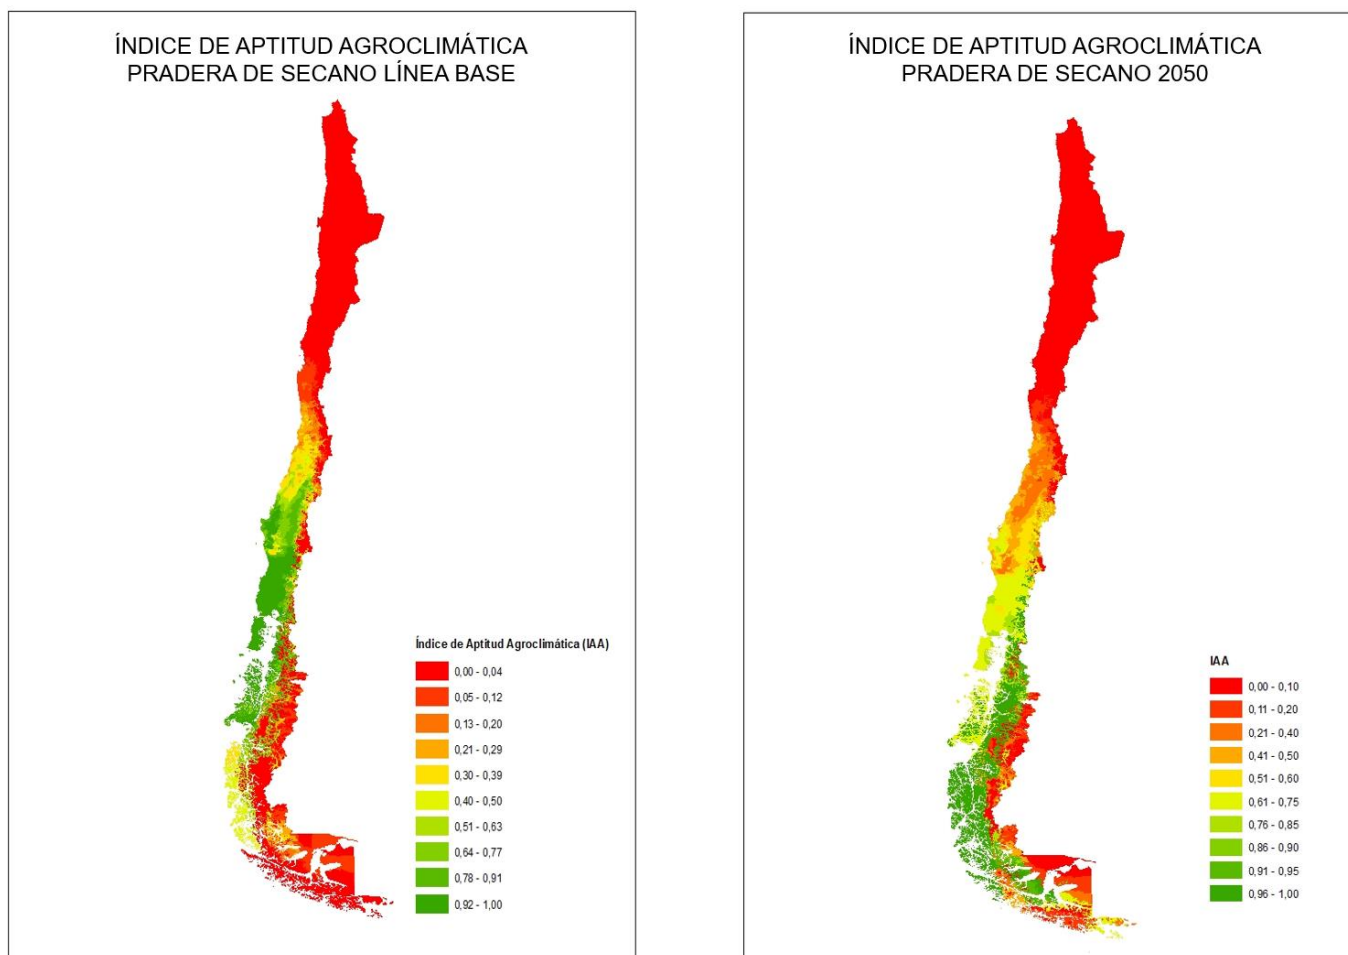 ÍNDICE DE APTITUD AGROCLIMÁTICA
PRADERA DE SECANO LÍNEA BASE
Índice de Aptitud Agroclimática (IAA)
0,00 - 0,04
0,05 - 0,12
0,13 - 0,20
0,21 - 0,29
0,30 - 0,39
0,40 - 0,50
0,51 - 0,63
0,64 - 0,77
0,78 - 0,91
0,92 - 1,00
ÍNDICE DE APTITUD AGROCLIMÁTICA
PRADERA DE SECANO 2050
IAA
0,00 - 0,10
0,11 - 0,20
0,21 - 0,40
0,41 - 0,50
0,51 - 0,60
0,61 - 0,75
0,76 - 0,85
0,86 - 0,90
0,91 - 0,95
0,96 - 1,00